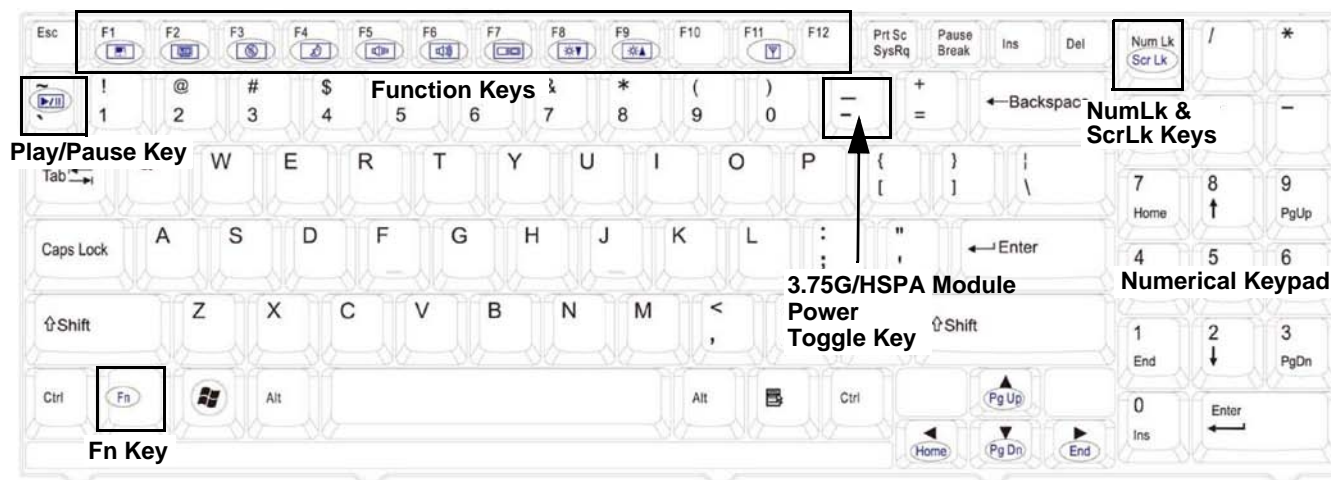 Esc F1 F2 F3 F4 F5 F6 F7 F8 F9 F10 F11 F12 Prt Sc Pause Ins Del Num Lk / *
SysRq Break Scr Lk
~ ! @ # $ Function Keys & * ( ) — + ←Backspace −
` 1 2 3 4 5 6 7 8 9 0 - =
NumLk &
ScrLk Keys
Play/Pause Key
Tab W E R T Y U I O P { } ¦
[ ] \
7 8 9
Home ↑ PgUp
Caps Lock A S D F G H J K L : " Enter
; '
4 5 6
Numerical Keypad
3.75G/HSPA Module
Power
Toggle Key
⇧Shift Z X C V B N M < ⇧Shift
,
1 2 3
End ↓ PgDn
Ctrl Fn Alt Alt Ctrl Pg Up
0 Enter
Ins
Fn Key
Home Pg Dn End